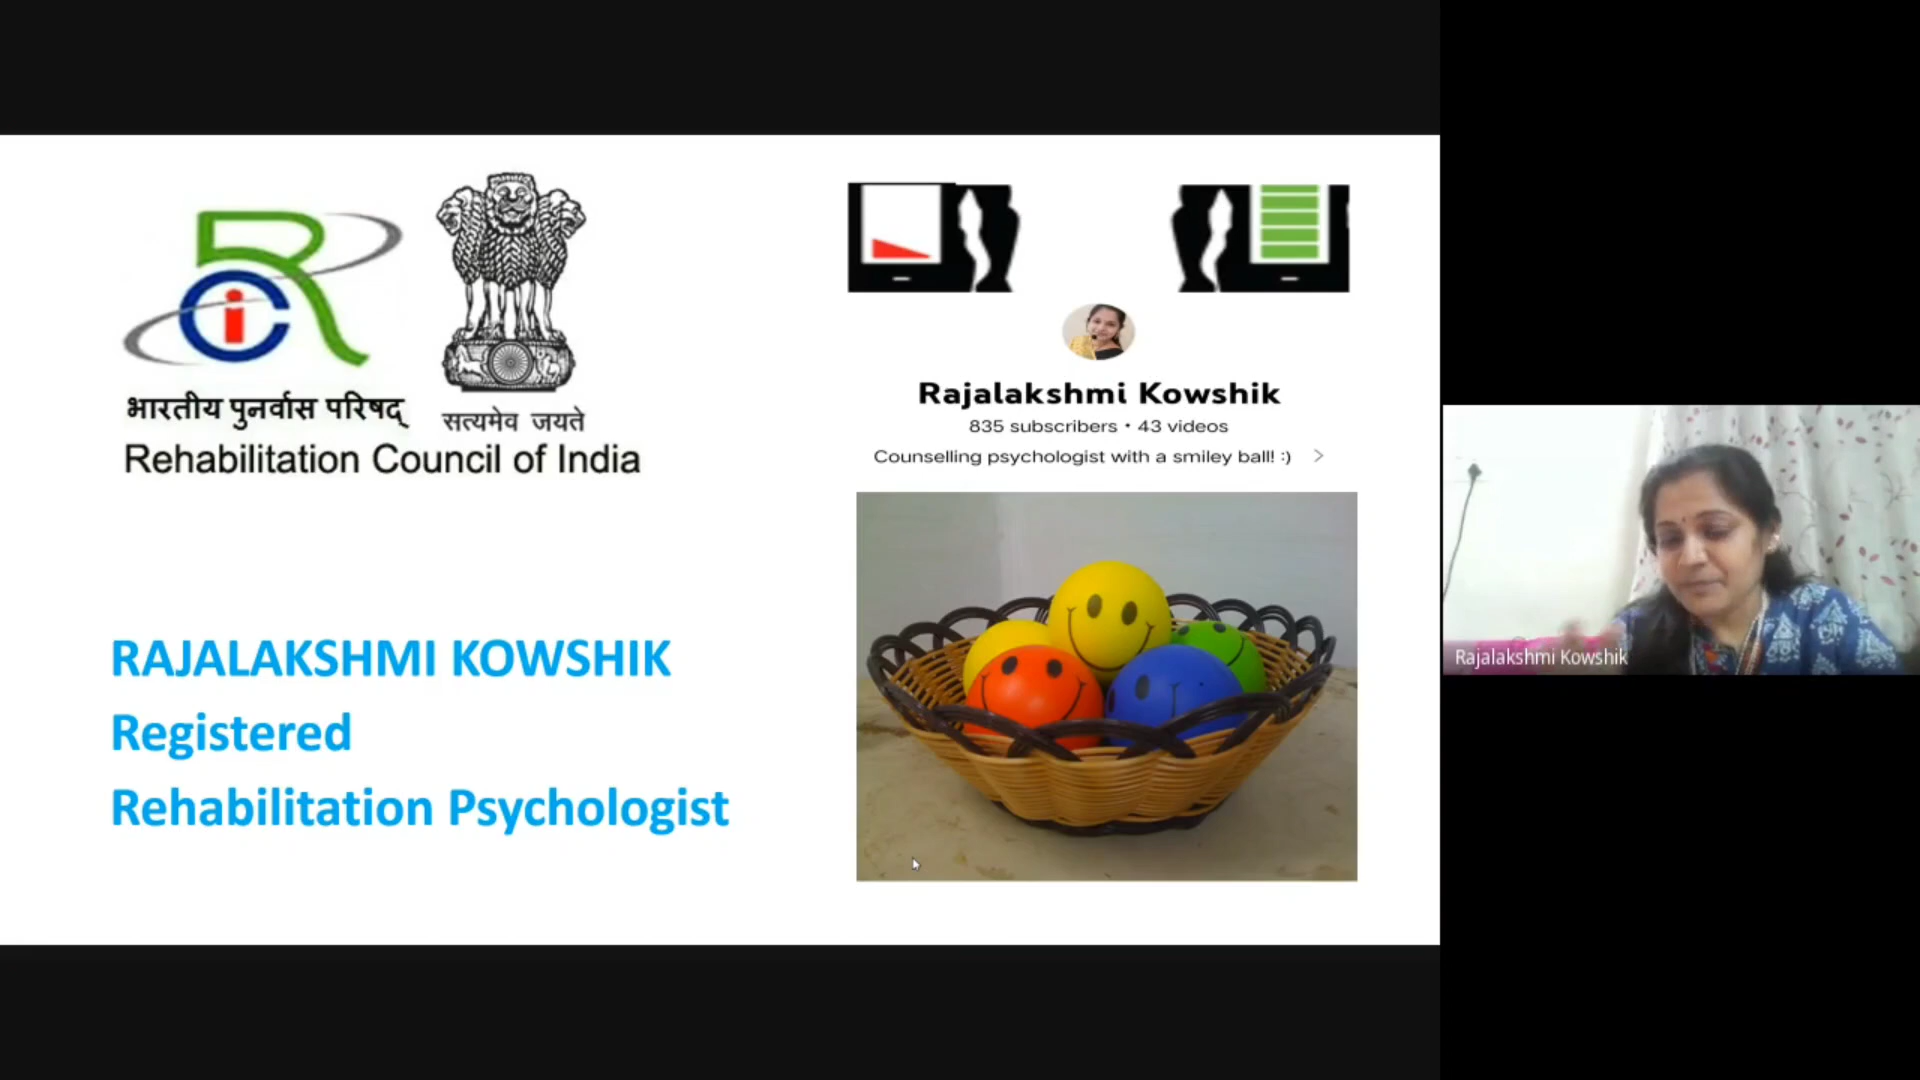 भारतीय पुनर्वास परिषद्
सत्यमेव जयते
Rehabilitation Council of India
RAJALAKSHMI KOWSHIK
Registered
Rehabilitation Psychologist
Rajalakshmi Kowshik
835 subscribers • 43 videos
Counselling psychologist with a smiley ball! :)
Rajalakshmi Kowshik